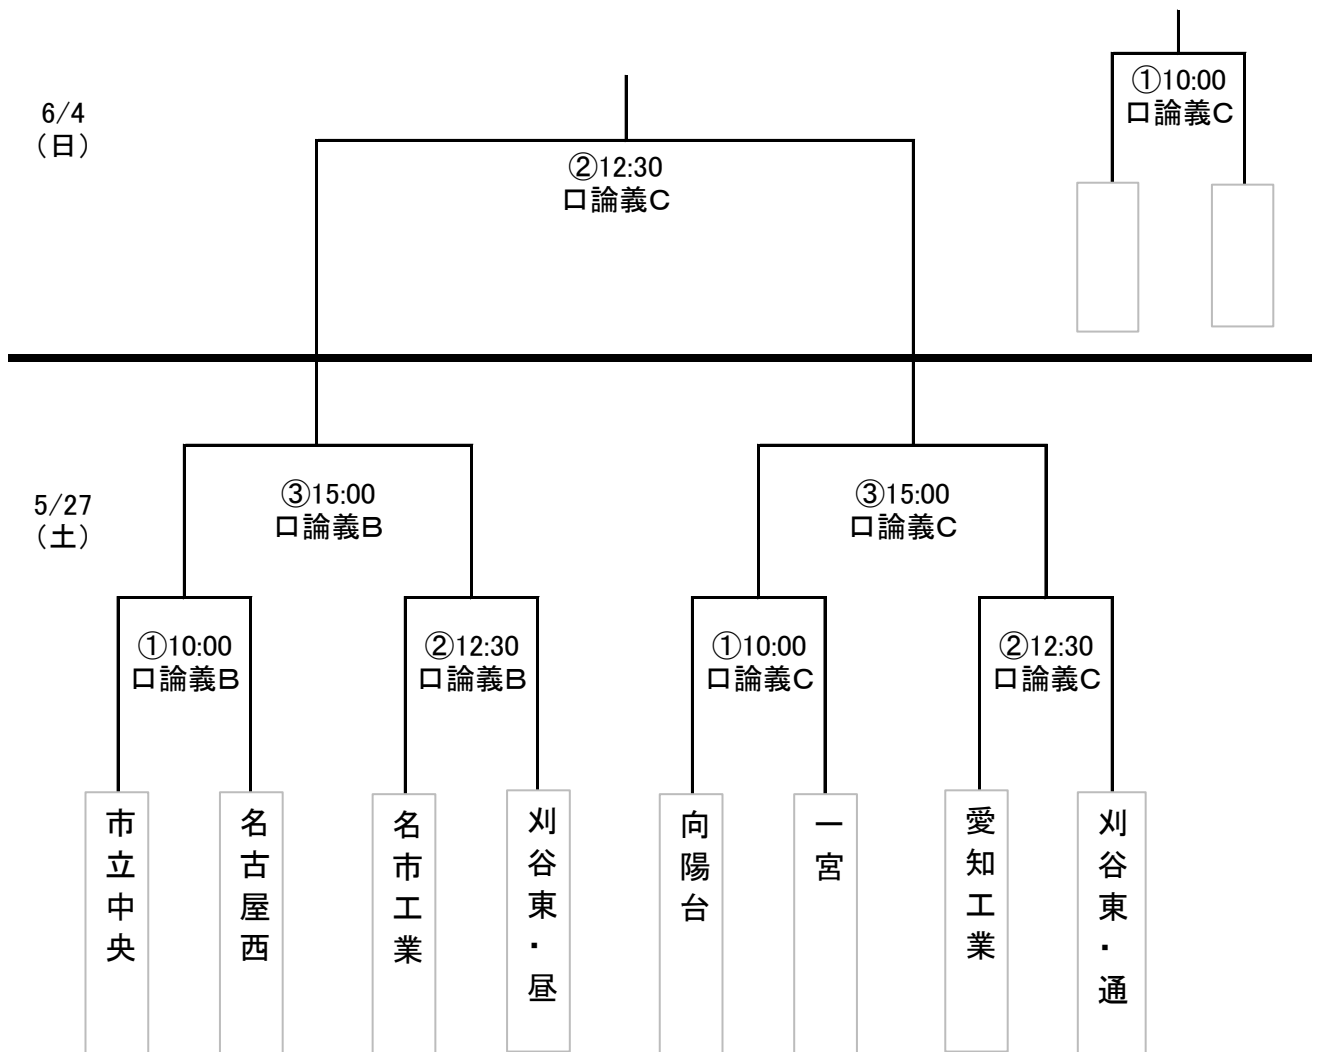 6/4
（日）
①10:00
口論義C
②12:30
口論義C
5/27
（土）
③15:00
口論義B
③15:00
口論義C
①10:00
口論義B
②12:30
口論義B
①10:00
口論義C
②12:30
口論義C
市立中央
名古屋西
名市工業
刈谷東・昼
向陽台
一宮
愛知工業
刈谷東・通